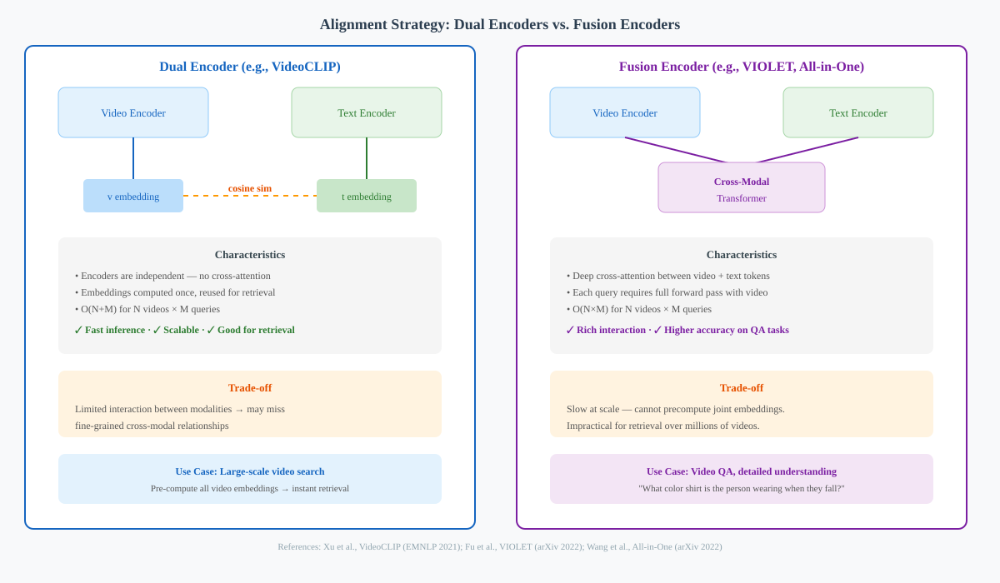 Alignment Strategy: Dual Encoders vs. Fusion Encoders
Dual Encoder (e.g., VideoCLIP)
Video Encoder
Text Encoder
cosine sim
v embedding
t embedding
Characteristics
• Encoders are independent — no cross-attention
• Embeddings computed once, reused for retrieval
• O(N+M) for N videos × M queries
✓ Fast inference · ✓ Scalable · ✓ Good for retrieval
Trade-off
Limited interaction between modalities → may miss
fine-grained cross-modal relationships
Use Case: Large-scale video search
Pre-compute all video embeddings → instant retrieval
Fusion Encoder (e.g., VIOLET, All-in-One)
Video Encoder
Text Encoder
Cross-Modal
Transformer
Characteristics
• Deep cross-attention between video + text tokens
• Each query requires full forward pass with video
• O(N×M) for N videos × M queries
✓ Rich interaction · ✓ Higher accuracy on QA tasks
Trade-off
Slow at scale — cannot precompute joint embeddings.
Impractical for retrieval over millions of videos.
Use Case: Video QA, detailed understanding
"What color shirt is the person wearing when they fall?"
References: Xu et al., VideoCLIP (EMNLP 2021); Fu et al., VIOLET (arXiv 2022); Wang et al., All-in-One (arXiv 2022)